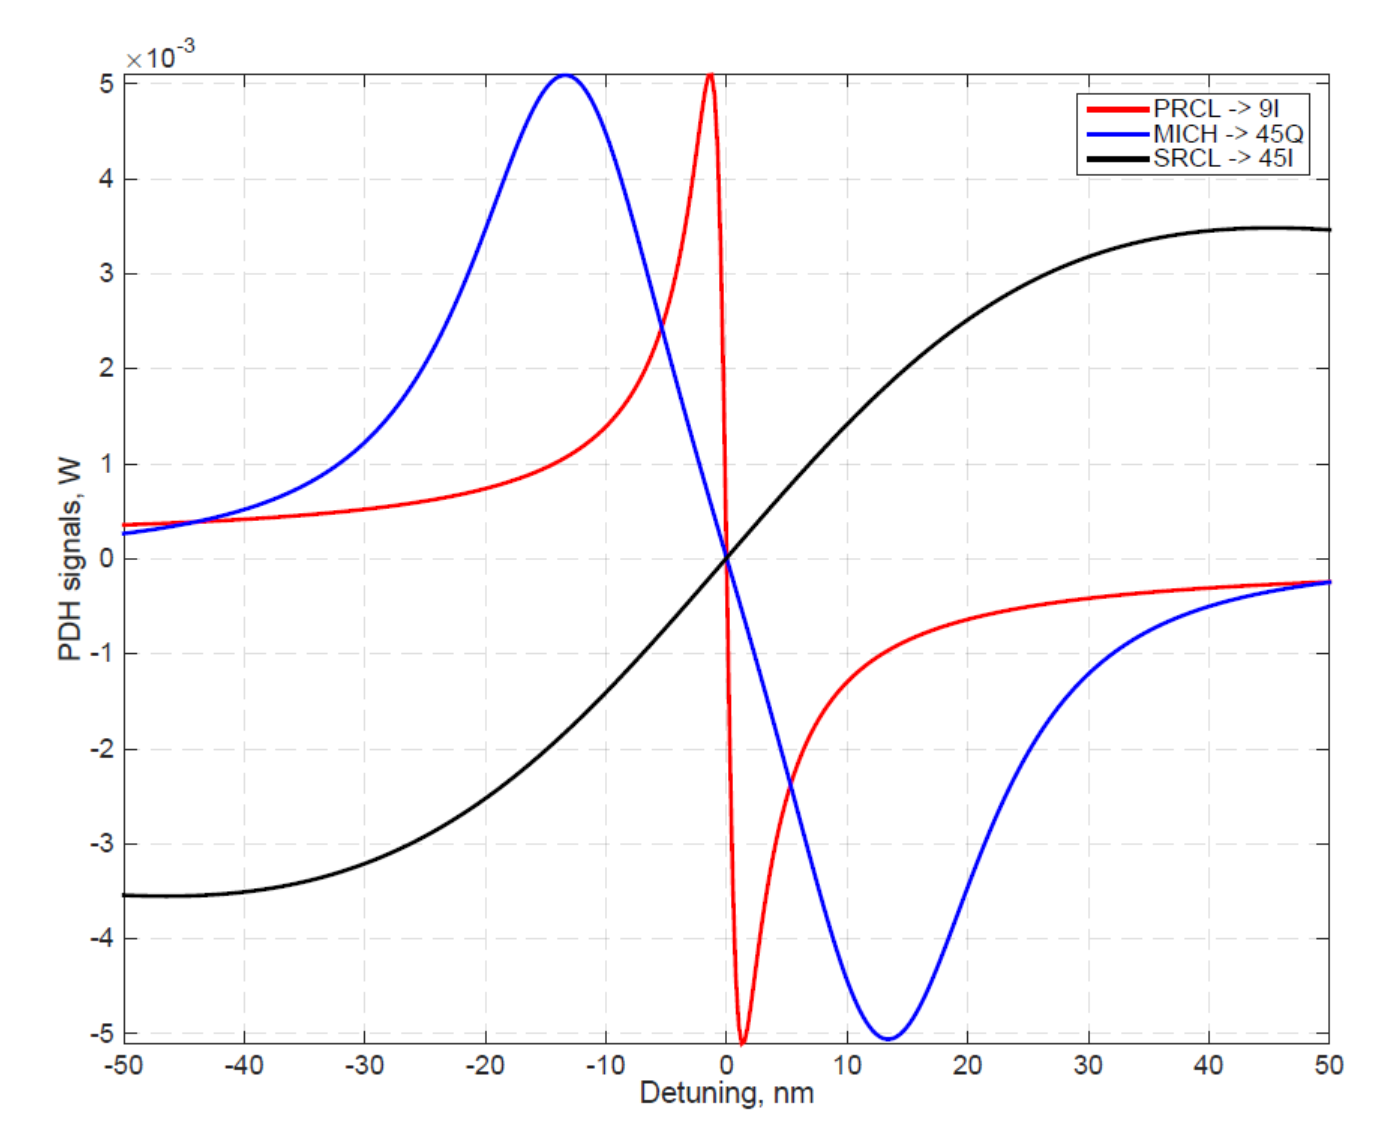 ×10⁻³
5
4
3
2
1
0
-1
-2
-3
-4
-5
PDH signals, W
PRCL -> 9I
MICH -> 45Q
SRCL -> 45I
-50 -40 -30 -20 -10 0 10 20 30 40 50
Detuning, nm